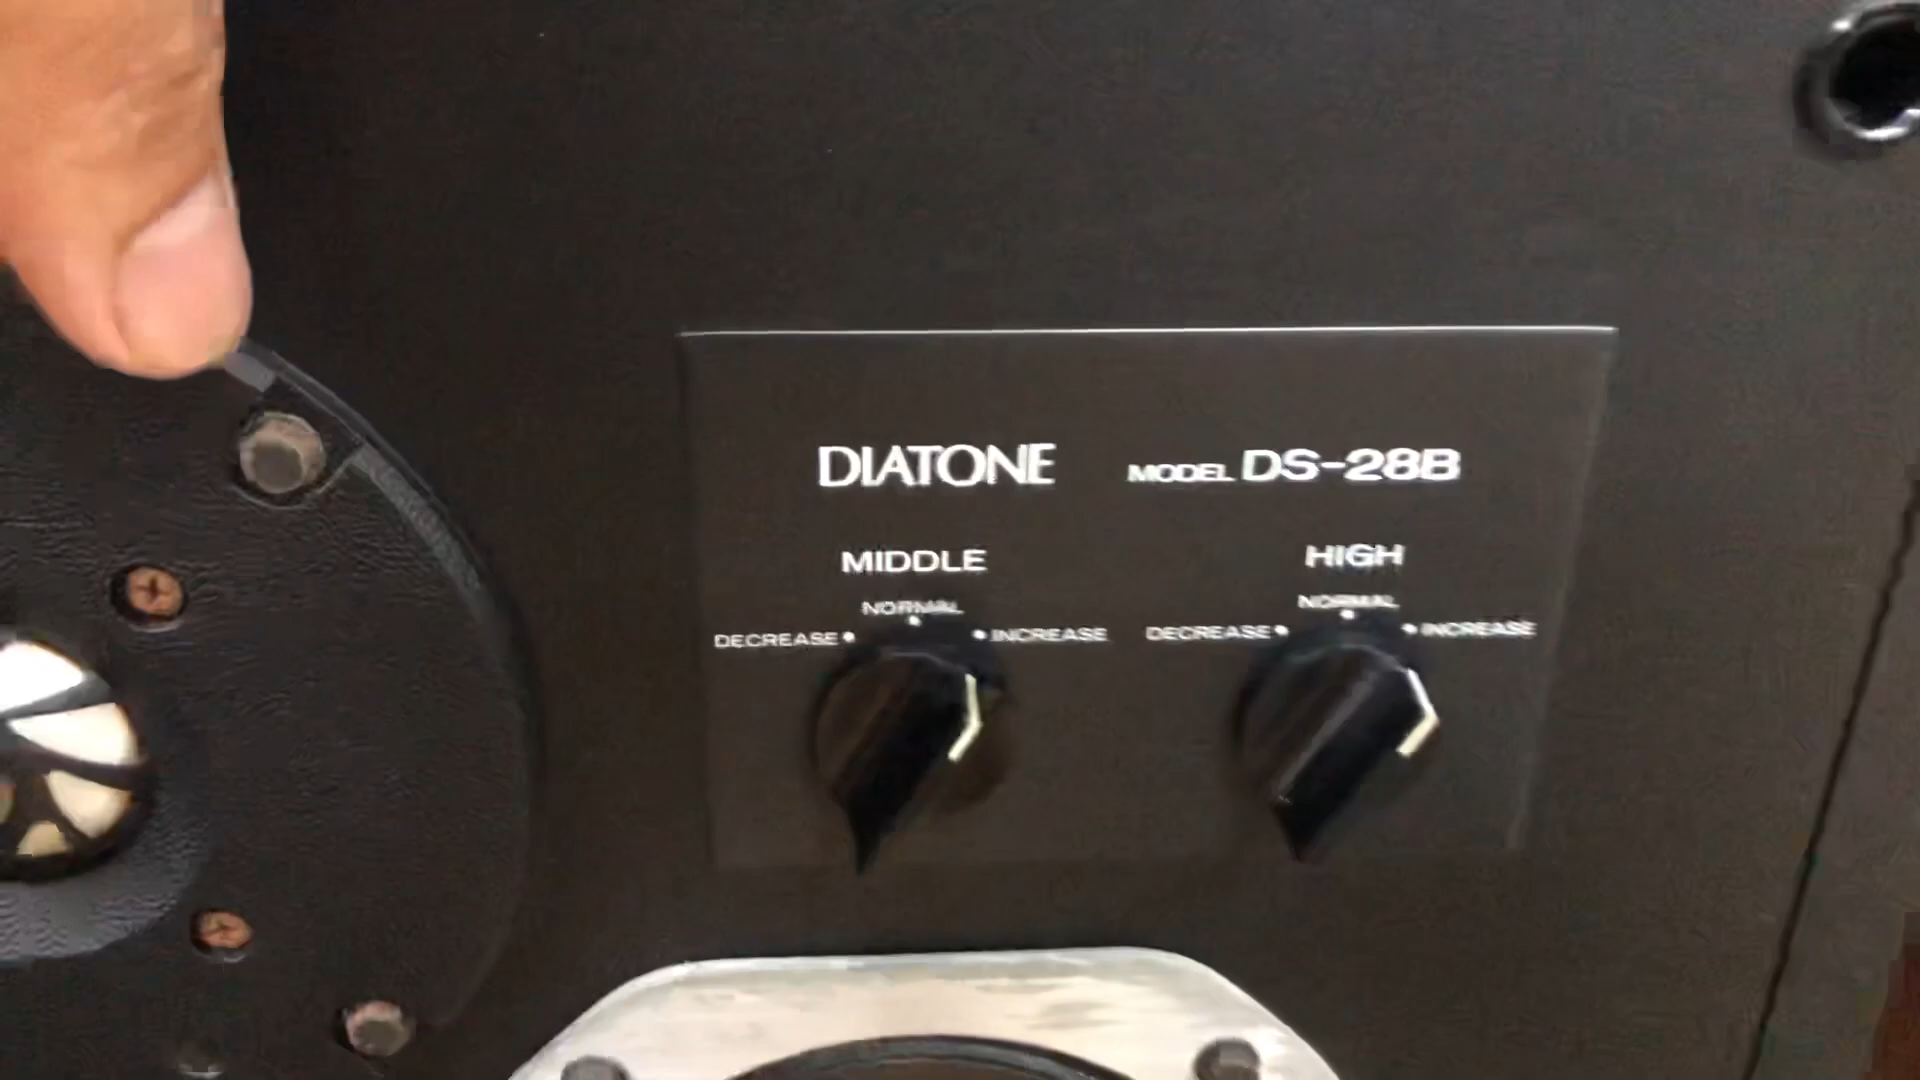 DIATONE MODEL DS-28B
MIDDLE HIGH
NORMAL NORMAL
DECREASE INCREASE DECREASE INCREASE